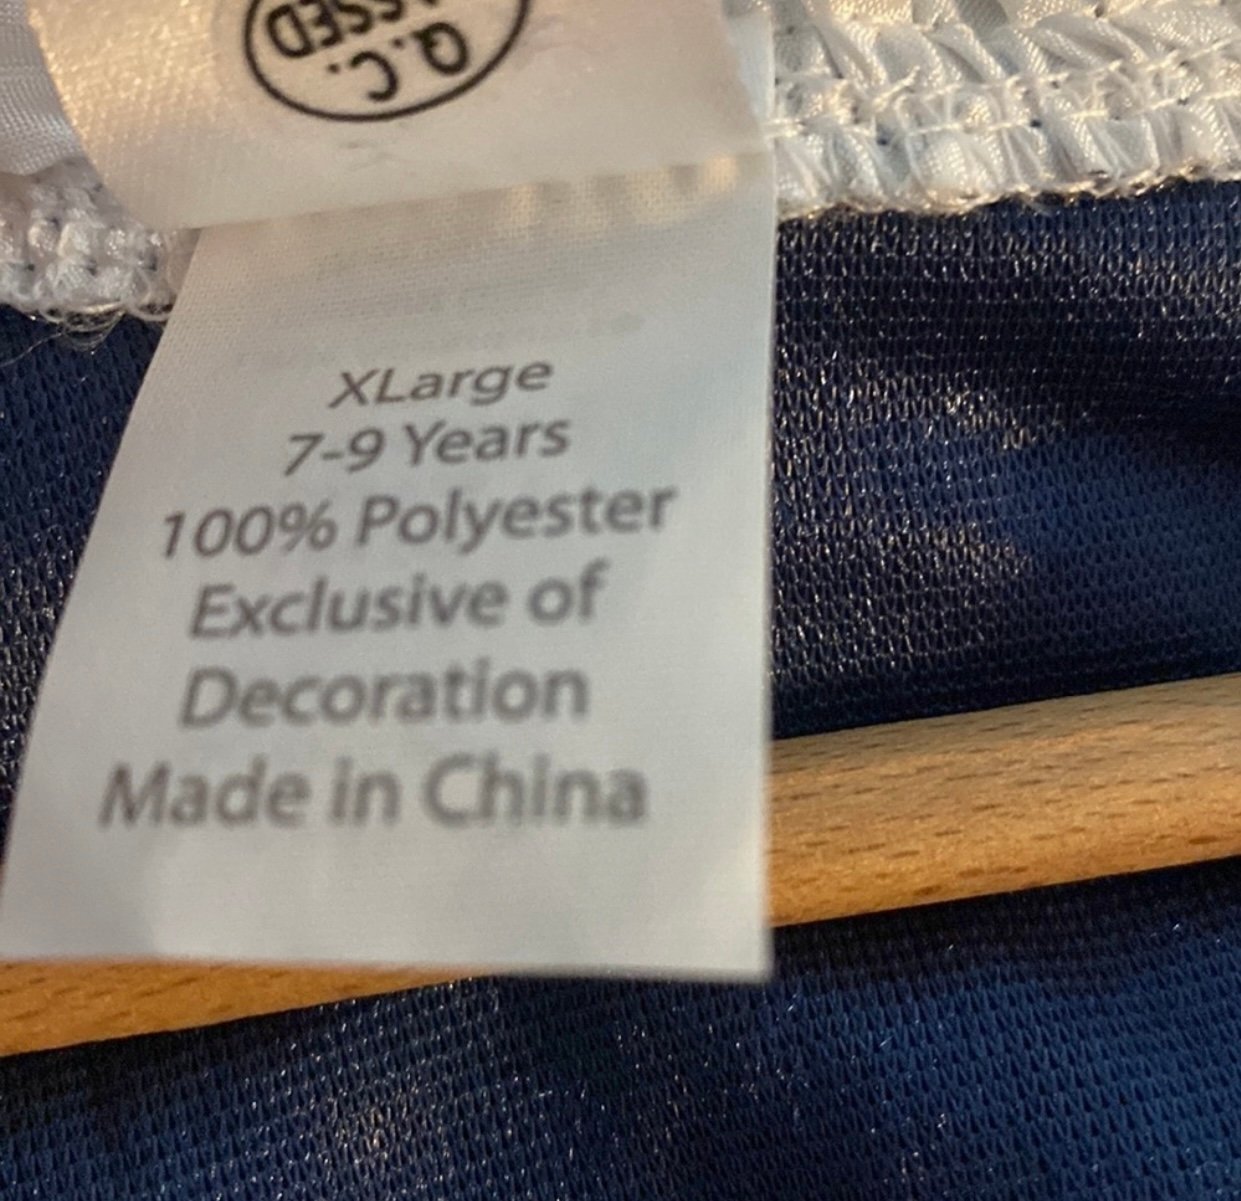 Q.C.
XLarge
7-9 Years
100% Polyester
Exclusive of
Decoration
Made in China